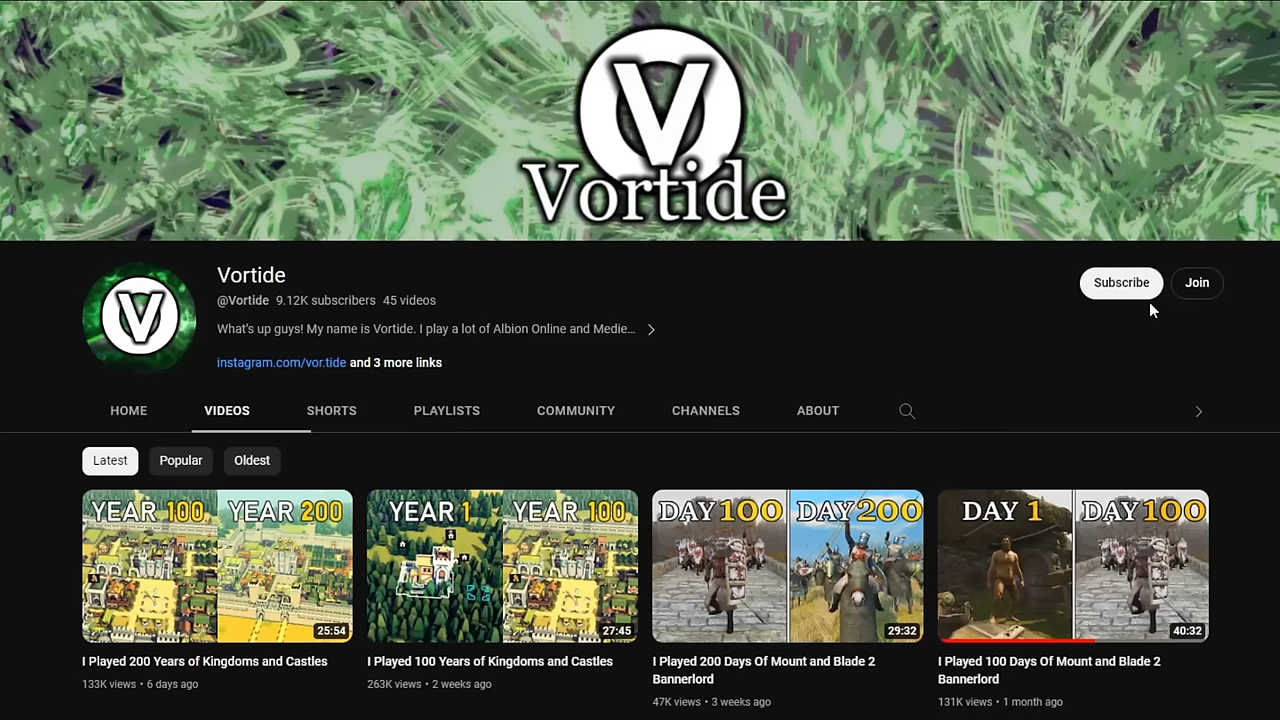 V
Vortide
V
Vortide
@Vortide 9.12K subscribers 45 videos
What's up guys! My name is Vortide. I play a lot of Albion Online and Medie...
instagram.com/vor.tide and 3 more links
Subscribe
Join
HOME VIDEOS SHORTS PLAYLISTS COMMUNITY CHANNELS ABOUT
Latest Popular Oldest
YEAR 100 YEAR 200
25:54
YEAR 1 YEAR 100
27:45
DAY 100 DAY 200
29:32
DAY 1 DAY 100
40:32
I Played 200 Years of Kingdoms and Castles
133K views • 6 days ago
I Played 100 Years of Kingdoms and Castles
263K views • 2 weeks ago
I Played 200 Days Of Mount and Blade 2
Bannerlord
47K views • 3 weeks ago
I Played 100 Days Of Mount and Blade 2
Bannerlord
131K views • 1 month ago